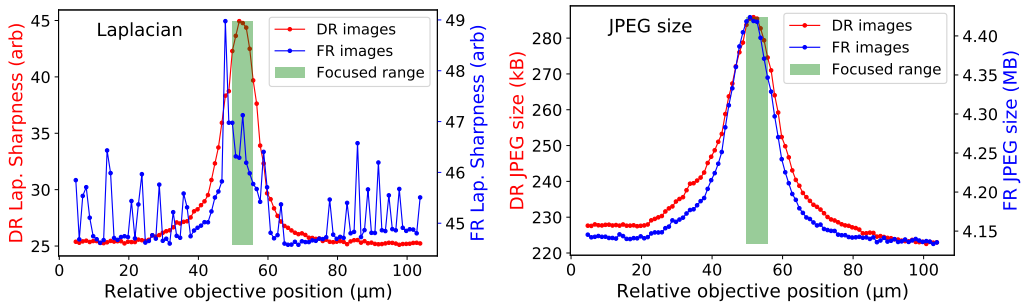 Laplacian
DR images
FR images
Focused range
DR Lap. Sharpness (arb)
45
40
35
30
25
FR Lap. Sharpness (arb)
49
48
47
46
45
0
20
40
60
80
100
Relative objective position (μm)
JPEG size
DR images
FR images
Focused range
DR JPEG size (kB)
280
270
260
250
240
230
220
FR JPEG size (MB)
4.40
4.35
4.30
4.25
4.20
4.15
0
20
40
60
80
100
Relative objective position (μm)